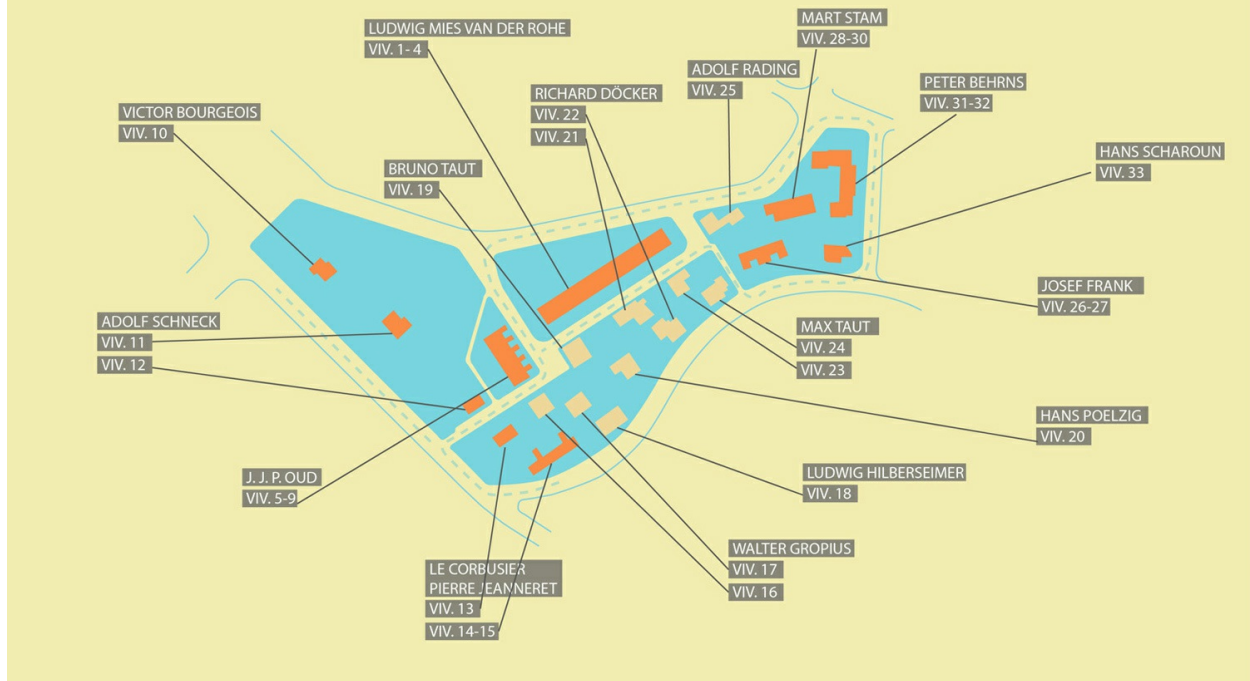 LUDWIG MIES VAN DER ROHE
VIV. 1- 4
MART STAM
VIV. 28-30
ADOLF RADING
VIV. 25
PETER BEHRNS
VIV. 31-32
RICHARD DÖCKER
VIV. 22
VIV. 21
VICTOR BOURGEOIS
VIV. 10
BRUNO TAUT
VIV. 19
HANS SCHAROUN
VIV. 33
JOSEF FRANK
VIV. 26-27
ADOLF SCHNECK
VIV. 11
VIV. 12
MAX TAUT
VIV. 24
VIV. 23
HANS POELZIG
VIV. 20
J. J. P. OUD
VIV. 5-9
LUDWIG HILBERSEIMER
VIV. 18
WALTER GROPIUS
VIV. 17
VIV. 16
LE CORBUSIER
PIERRE JEANNERET
VIV. 13
VIV. 14-15